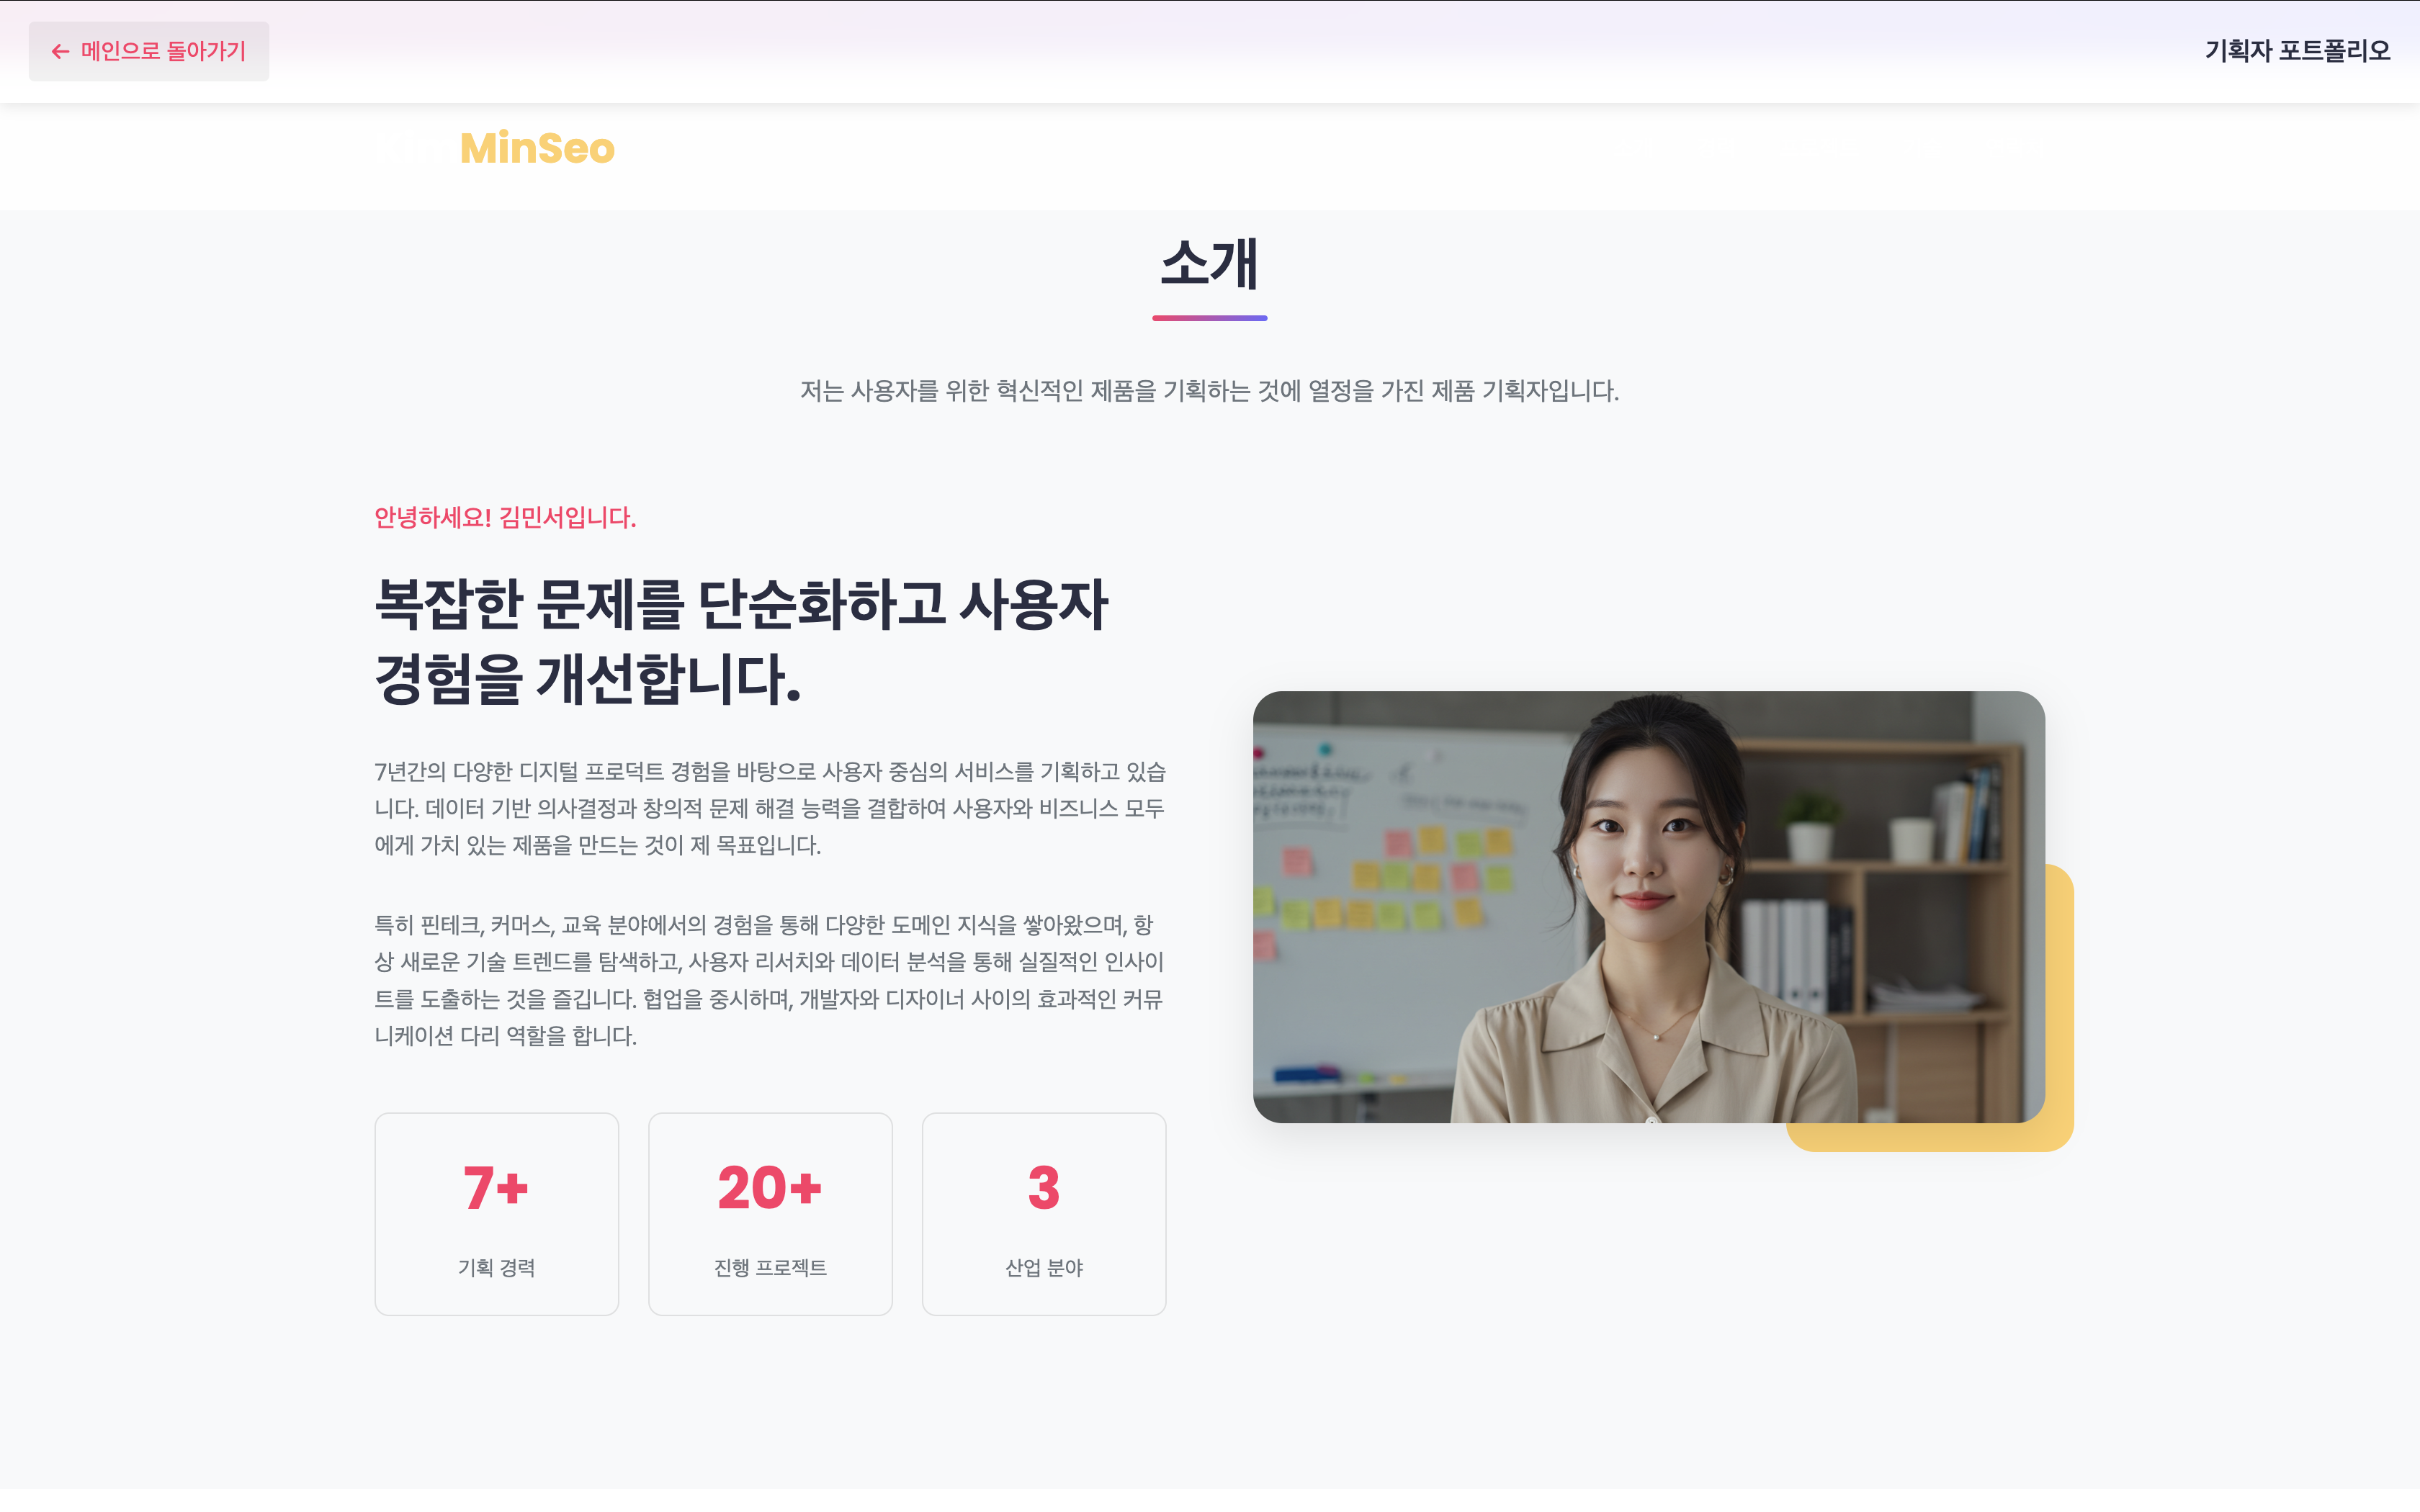 메인으로 돌아가기
기획자 포트폴리오
MinSeo
소개
저는 사용자를 위한 혁신적인 제품을 기획하는 것에 열정을 가진 제품 기획자입니다.
안녕하세요! 김민서입니다.
복잡한 문제를 단순화하고 사용자
경험을 개선합니다.
7년간의 다양한 디지털 프로덕트 경험을 바탕으로 사용자 중심의 서비스를 기획하고 있습
니다. 데이터 기반 의사결정과 창의적 문제 해결 능력을 결합하여 사용자와 비즈니스 모두
에게 가치 있는 제품을 만드는 것이 제 목표입니다.
특히 핀테크, 커머스, 교육 분야에서의 경험을 통해 다양한 도메인 지식을 쌓아왔으며, 항
상 새로운 기술 트렌드를 탐색하고, 사용자 리서치와 데이터 분석을 통해 실질적인 인사이
트를 도출하는 것을 즐깁니다. 협업을 중시하며, 개발자와 디자이너 사이의 효과적인 커뮤
니케이션 다리 역할을 합니다.
7+
기획 경력
20+
진행 프로젝트
3
산업 분야